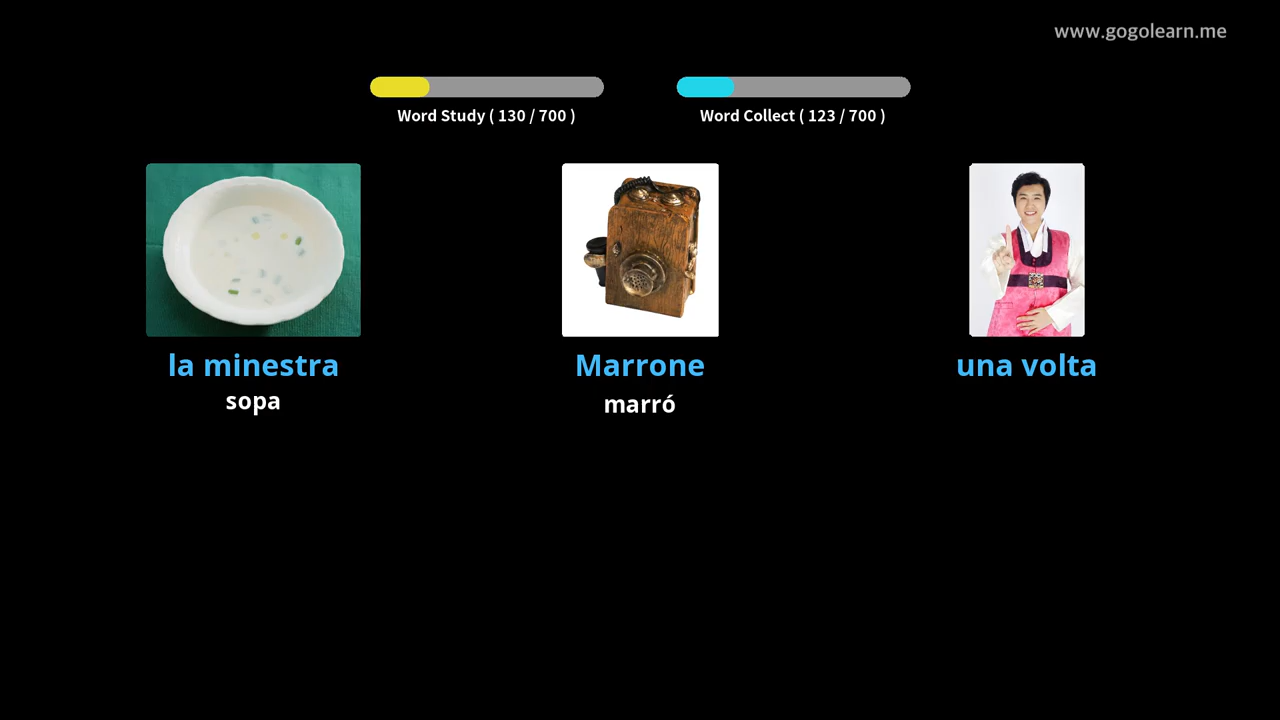 www.gogolearn.me
Word Study ( 130 / 700 )
Word Collect ( 123 / 700 )
la minestra
sopa
Marrone
marró
una volta